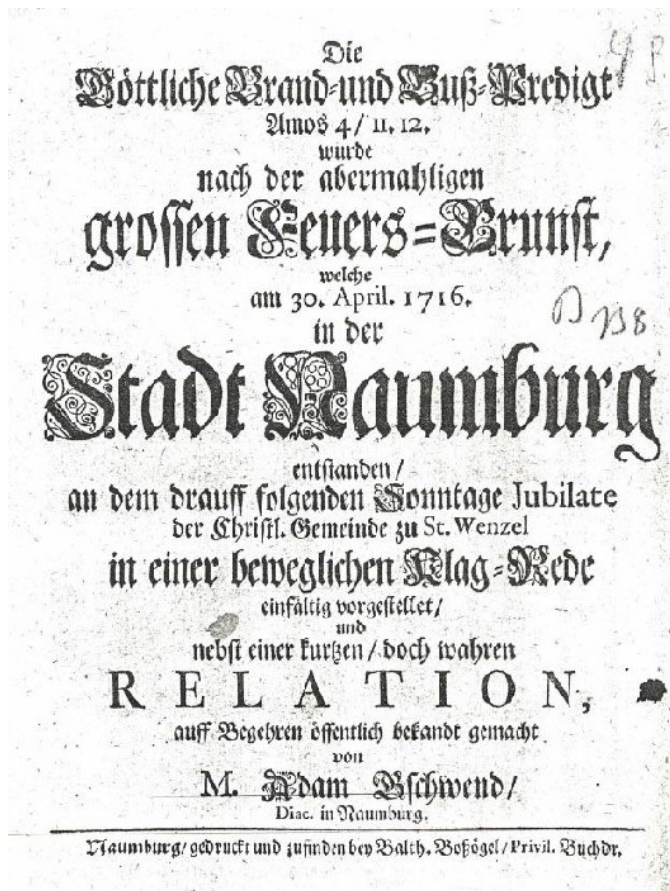 Die
Göttliche Brand-und Buß-Predigt
Amos 4/ 11. 12.
wurde
nach der abermahligen
grossen Feuers=Brunst,
welche
am 30. April. 1716.
in der
Stadt Naumburg
entstanden/
an dem drauff folgenden Sonntage Jubilate
der Christl. Gemeinde zu St. Wenzel
in einer beweglichen Klag-Rede
einfältig vorgestellet/
und
nebst einer kurtzen/ doch wahren
RELATION,
auff Begehren öffentlich bekandt gemacht
von
M. Adam Gschwend/
Diac. in Naumburg.
Naumburg/ gedruckt und zufinden bey Balth. Boßögel/ Privil. Buchdr.